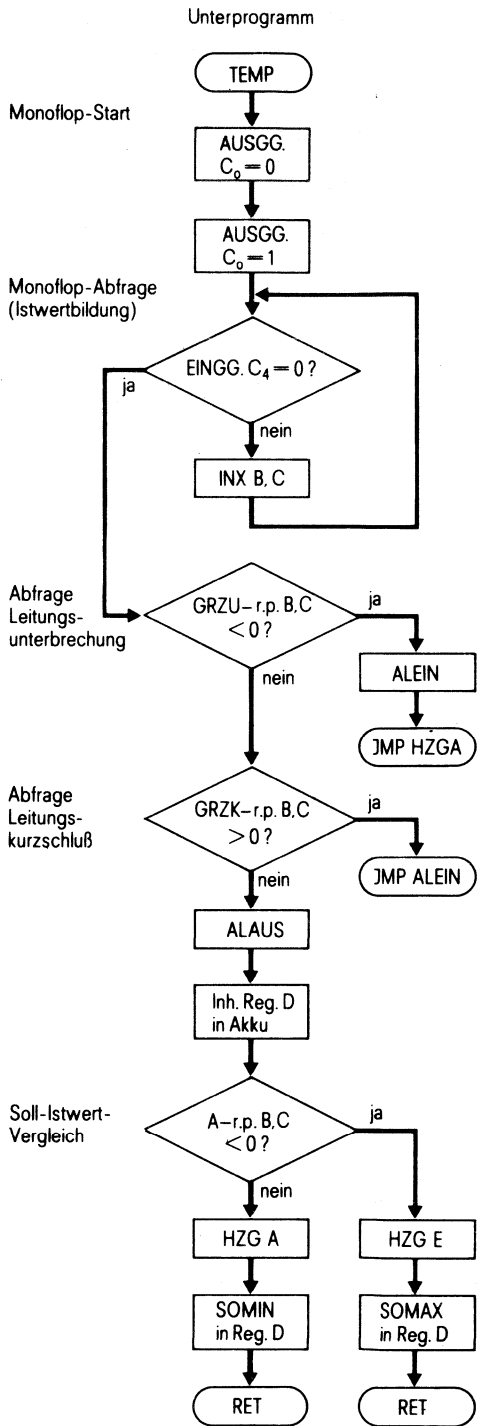 Unterprogramm
TEMP
Monoflop-Start
AUSGG.
C₀ = 0
AUSGG.
C₀ = 1
Monoflop-Abfrage
(Istwertbildung)
EINGG. C₄ = 0 ?
ja
nein
INX B, C
Abfrage
Leitungs-
unterbrechung
GRZU – r.p. B,C
< 0 ?
ja
nein
ALEIN
JMP HZGA
Abfrage
Leitungs-
kurzschluß
GRZK – r.p. B,C
> 0 ?
ja
nein
JMP ALEIN
ALAUS
Inh. Reg. D
in Akku
Soll-Istwert-
Vergleich
A – r.p. B,C
< 0 ?
ja
nein
HZG A
HZG E
SOMIN
in Reg. D
SOMAX
in Reg. D
RET
RET